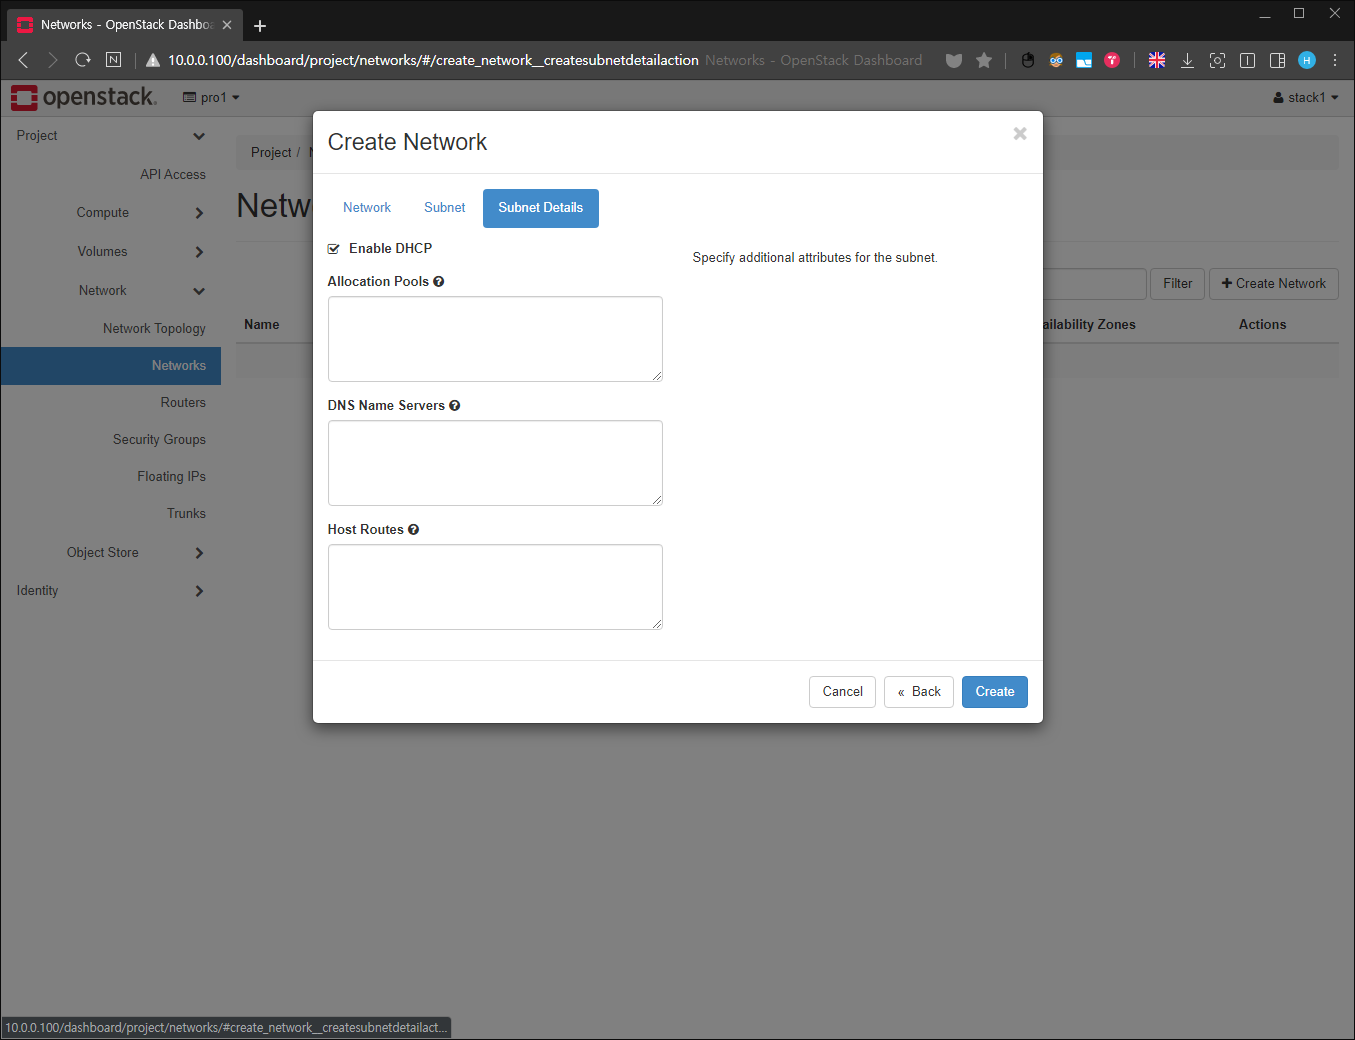 Networks - OpenStack Dashboa
10.0.0.100/dashboard/project/networks/#/create_network__createsubnetdetailaction Networks - OpenStack Dashboard
openstack. pro1 stack1
Project
API Access
Compute
Volumes
Network
Network Topology
Networks
Routers
Security Groups
Floating IPs
Trunks
Object Store
Identity
Project / N
Netw
Filter
Create Network
Name
ailability Zones
Actions
Create Network
Network
Subnet
Subnet Details
Enable DHCP
Specify additional attributes for the subnet.
Allocation Pools
DNS Name Servers
Host Routes
Cancel
« Back
Create
10.0.0.100/dashboard/project/networks/#create_network__createsubnetdetailact...